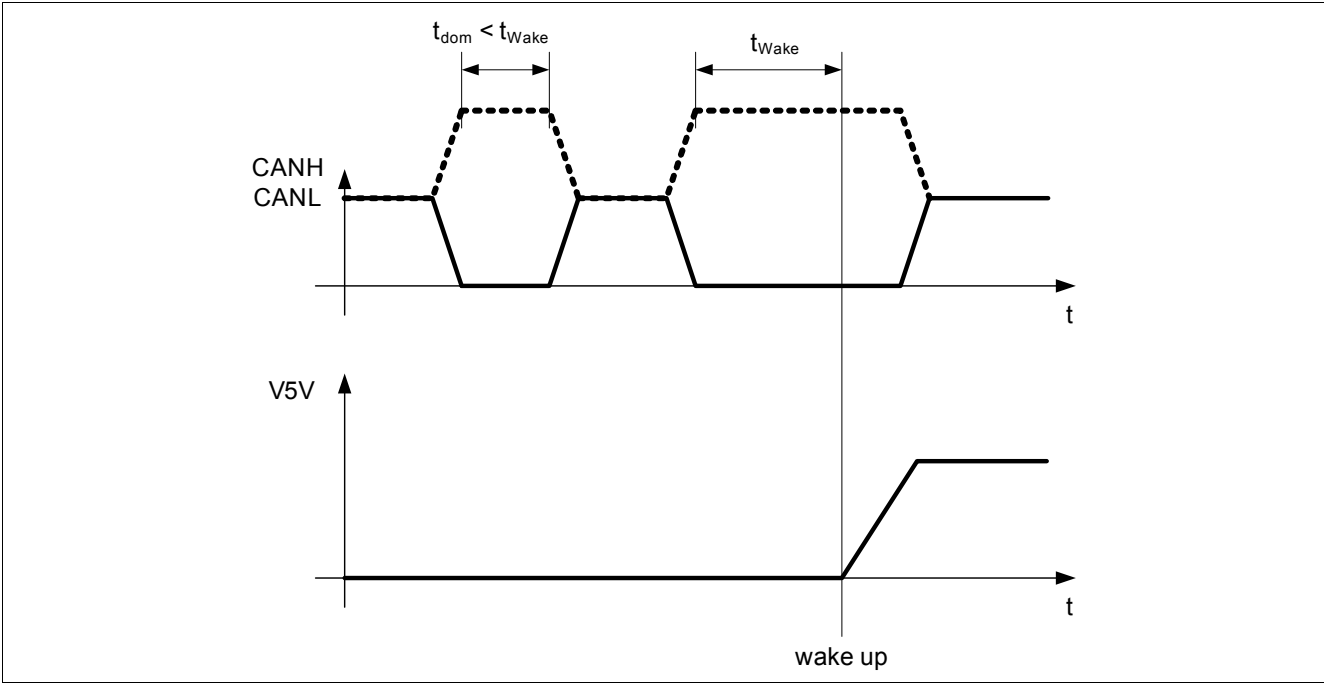 t_dom < t_Wake
t_Wake
CANH
CANL
t
V5V
t
wake up